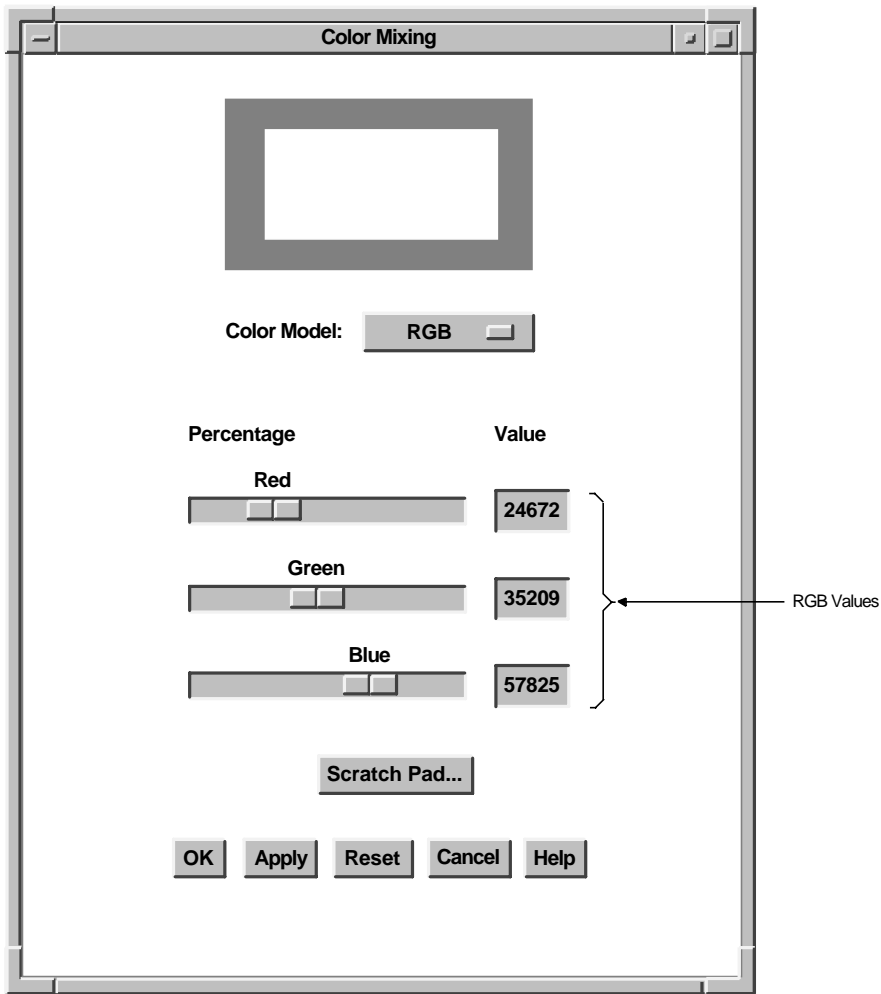 Color Mixing
Color Model: RGB
Percentage Value
Red
24672
Green
35209
RGB Values
Blue
57825
Scratch Pad...
OK Apply Reset Cancel Help